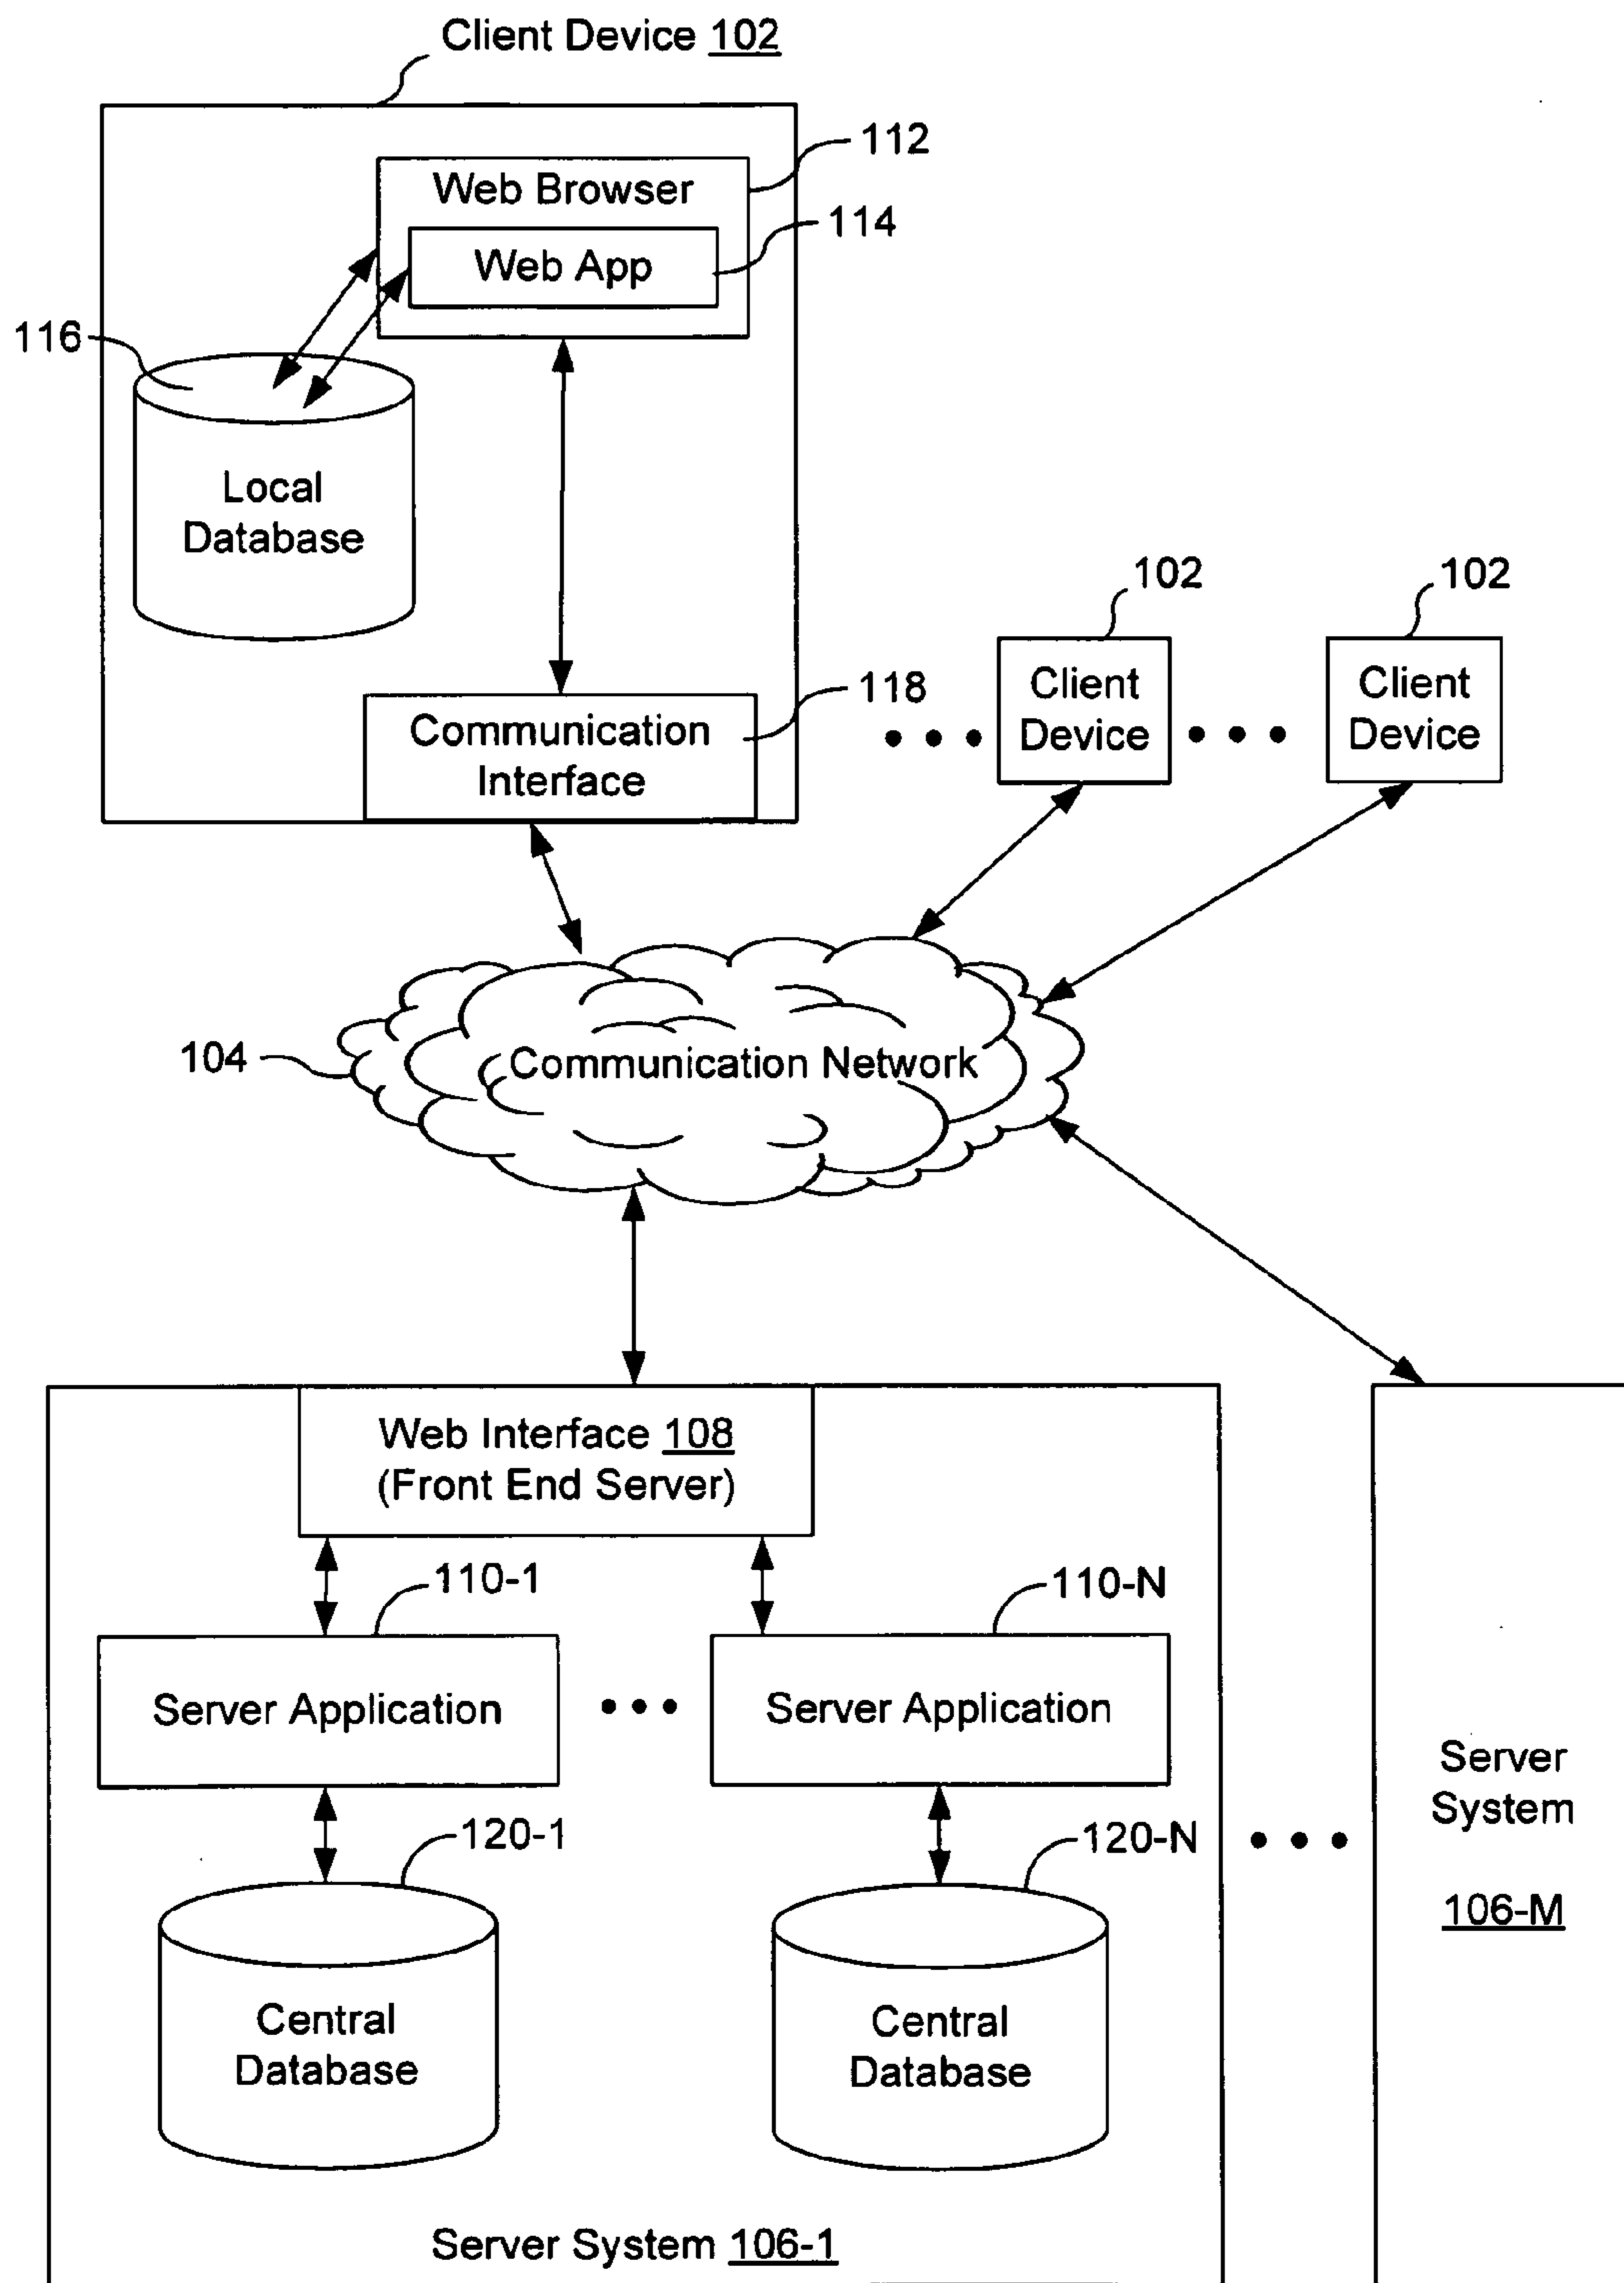 Client Device 102
112
Web Browser
114
Web App
116
Local
Database
102
102
118
Client
Device
Client
Device
Communication
Interface
104
Communication Network
Web Interface 108
(Front End Server)
110-1
110-N
Server Application
Server Application
120-1
120-N
Server
System
106-M
Central
Database
Central
Database
Server System 106-1